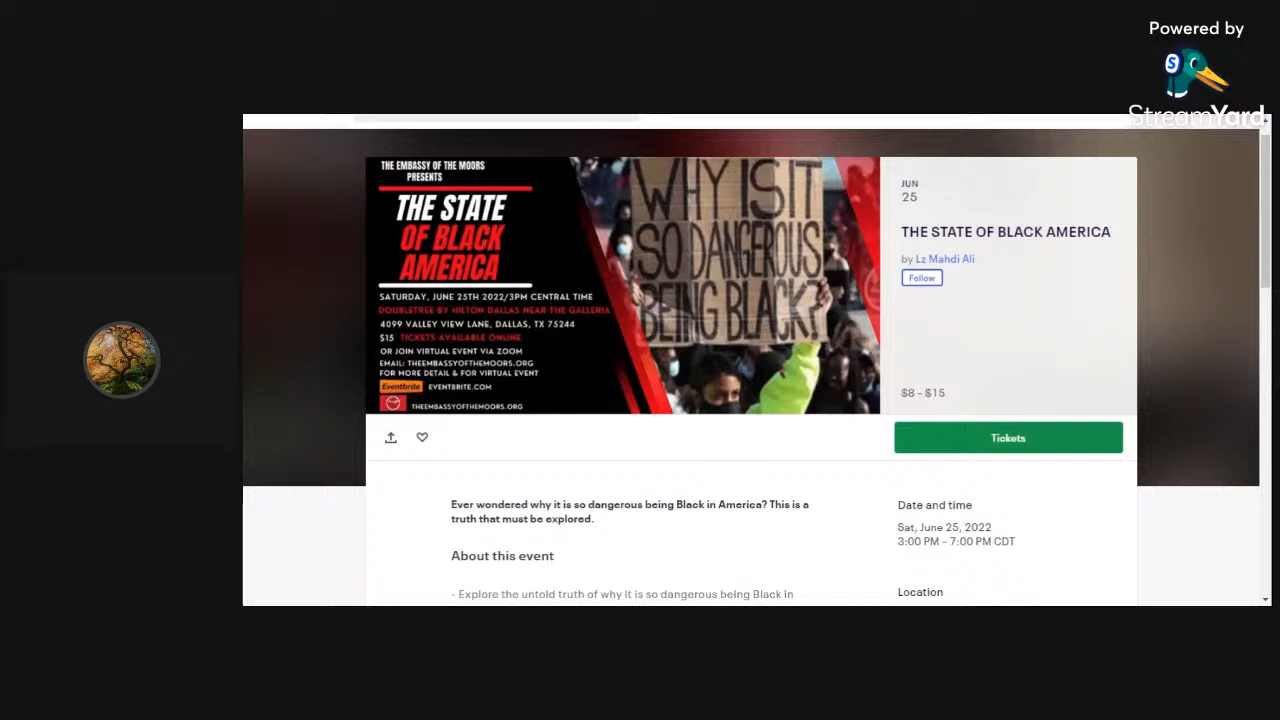 Powered by
StreamYard
THE EMBASSY OF THE MOORS
PRESENTS
THE STATE
OF BLACK
AMERICA
SATURDAY, JUNE 25TH 2022/3PM CENTRAL TIME
DOUBLETREE BY HILTON DALLAS NEAR THE GALLERIA
4099 VALLEY VIEW LANE, DALLAS, TX 75244
$15 TICKETS AVAILABLE ONLINE
OR JOIN VIRTUAL EVENT VIA ZOOM
EMAIL: THEEMBASSYOFTHEMOORS.ORG
FOR MORE DETAIL & FOR VIRTUAL EVENT
Eventbrite EVENTBRITE.COM
THEEMBASSYOFTHEMOORS.ORG
WHY IS IT
SO DANGEROUS
BEING BLACK?
JUN
25
THE STATE OF BLACK AMERICA
by Lz Mahdi Ali
Follow
$8 - $15
Tickets
Ever wondered why it is so dangerous being Black in America? This is a
truth that must be explored.
About this event
- Explore the untold truth of why it is so dangerous being Black in
Date and time
Sat, June 25, 2022
3:00 PM – 7:00 PM CDT
Location